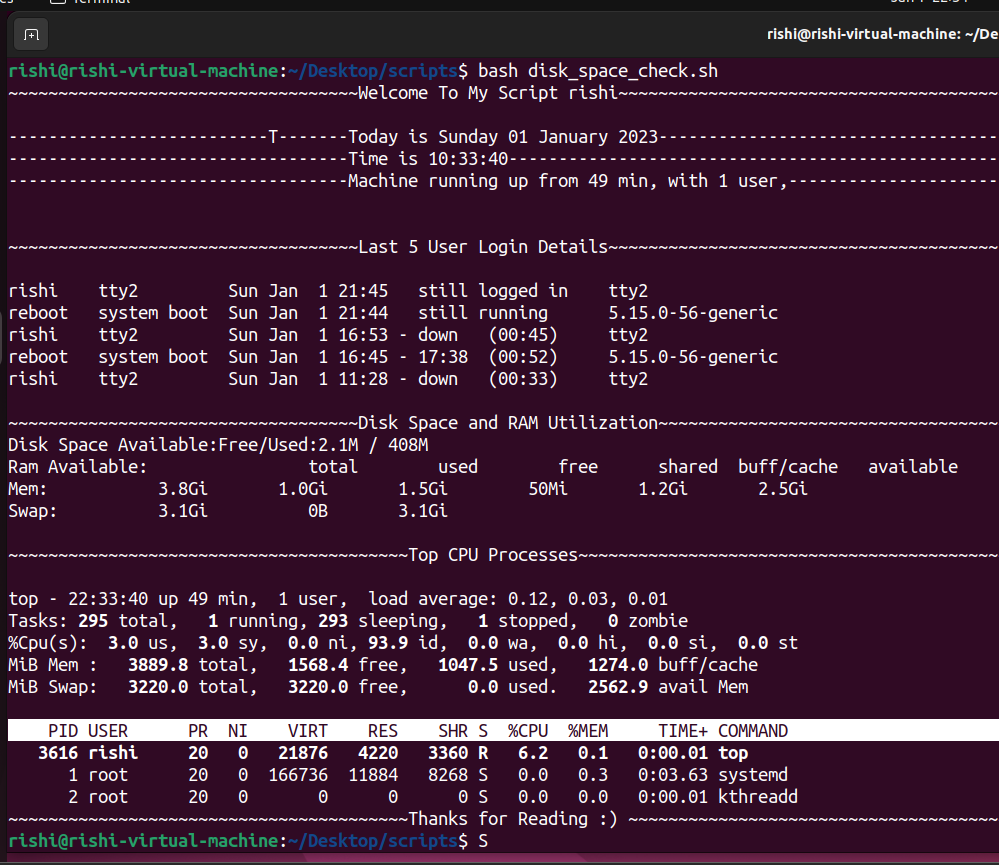 Terminal
rishi@rishi-virtual-machine: ~/De
rishi@rishi-virtual-machine:~/Desktop/scripts$ bash disk_space_check.sh
~~~~~~~~~~~~~~~~~~~~~~~~~~~~~~~~~~~Welcome To My Script rishi~~~~~~~~~~~~~~~~~~~~~~~~~~~~~~~~~~~~~~
--------------------------T-------Today is Sunday 01 January 2023----------------------------------
----------------------------------Time is 10:33:40-------------------------------------------------
----------------------------------Machine running up from 49 min, with 1 user,---------------------
~~~~~~~~~~~~~~~~~~~~~~~~~~~~~~~~~~~Last 5 User Login Details~~~~~~~~~~~~~~~~~~~~~~~~~~~~~~~~~~~~~~~
rishi    tty2         Sun Jan  1 21:45   still logged in    tty2
reboot   system boot  Sun Jan  1 21:44   still running      5.15.0-56-generic
rishi    tty2         Sun Jan  1 16:53 - down   (00:45)     tty2
reboot   system boot  Sun Jan  1 16:45 - 17:38  (00:52)     5.15.0-56-generic
rishi    tty2         Sun Jan  1 11:28 - down   (00:33)     tty2
~~~~~~~~~~~~~~~~~~~~~~~~~~~~~~~~~~~Disk Space and RAM Utilization~~~~~~~~~~~~~~~~~~~~~~~~~~~~~~~~~~
Disk Space Available:Free/Used:2.1M / 408M
Ram Available:                total        used        free      shared  buff/cache   available
Mem:           3.8Gi       1.0Gi       1.5Gi        50Mi       1.2Gi       2.5Gi
Swap:          3.1Gi          0B       3.1Gi
~~~~~~~~~~~~~~~~~~~~~~~~~~~~~~~~~~~~~~~~Top CPU Processes~~~~~~~~~~~~~~~~~~~~~~~~~~~~~~~~~~~~~~~~~~
top - 22:33:40 up 49 min,  1 user,  load average: 0.12, 0.03, 0.01
Tasks: 295 total,   1 running, 293 sleeping,   1 stopped,   0 zombie
%Cpu(s):  3.0 us,  3.0 sy,  0.0 ni, 93.9 id,  0.0 wa,  0.0 hi,  0.0 si,  0.0 st
MiB Mem :   3889.8 total,   1568.4 free,   1047.5 used,   1274.0 buff/cache
MiB Swap:   3220.0 total,   3220.0 free,      0.0 used.   2562.9 avail Mem
PID USER      PR  NI    VIRT    RES    SHR S  %CPU  %MEM     TIME+ COMMAND
3616 rishi     20   0   21876   4220   3360 R   6.2   0.1   0:00.01 top
1 root      20   0  166736  11884   8268 S   0.0   0.3   0:03.63 systemd
2 root      20   0       0      0      0 S   0.0   0.0   0:00.01 kthreadd
~~~~~~~~~~~~~~~~~~~~~~~~~~~~~~~~~~~~~~~~Thanks for Reading :) ~~~~~~~~~~~~~~~~~~~~~~~~~~~~~~~~~~~~~
rishi@rishi-virtual-machine:~/Desktop/scripts$ S